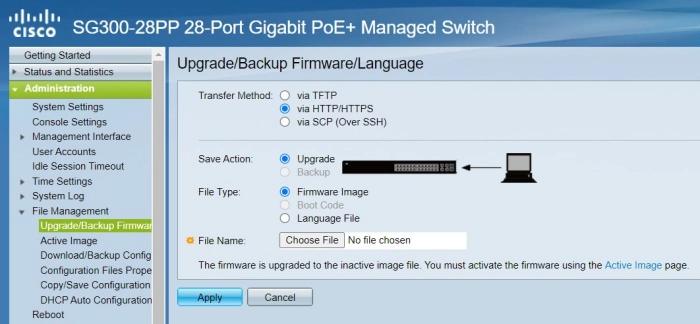 CISCO
SG300-28PP 28-Port Gigabit PoE+ Managed Switch
Getting Started
Status and Statistics
Administration
System Settings
Console Settings
Management Interface
User Accounts
Idle Session Timeout
Time Settings
System Log
File Management
Upgrade/Backup Firmwar
Active Image
Download/Backup Config
Configuration Files Prope
Copy/Save Configuration
DHCP Auto Configuration
Reboot
Upgrade/Backup Firmware/Language
Transfer Method: via TFTP
via HTTP/HTTPS
via SCP (Over SSH)
Save Action: Upgrade
Backup
File Type: Firmware Image
Boot Code
Language File
File Name: Choose File No file chosen
The firmware is upgraded to the inactive image file. You must activate the firmware using the Active Image page.
Apply Cancel